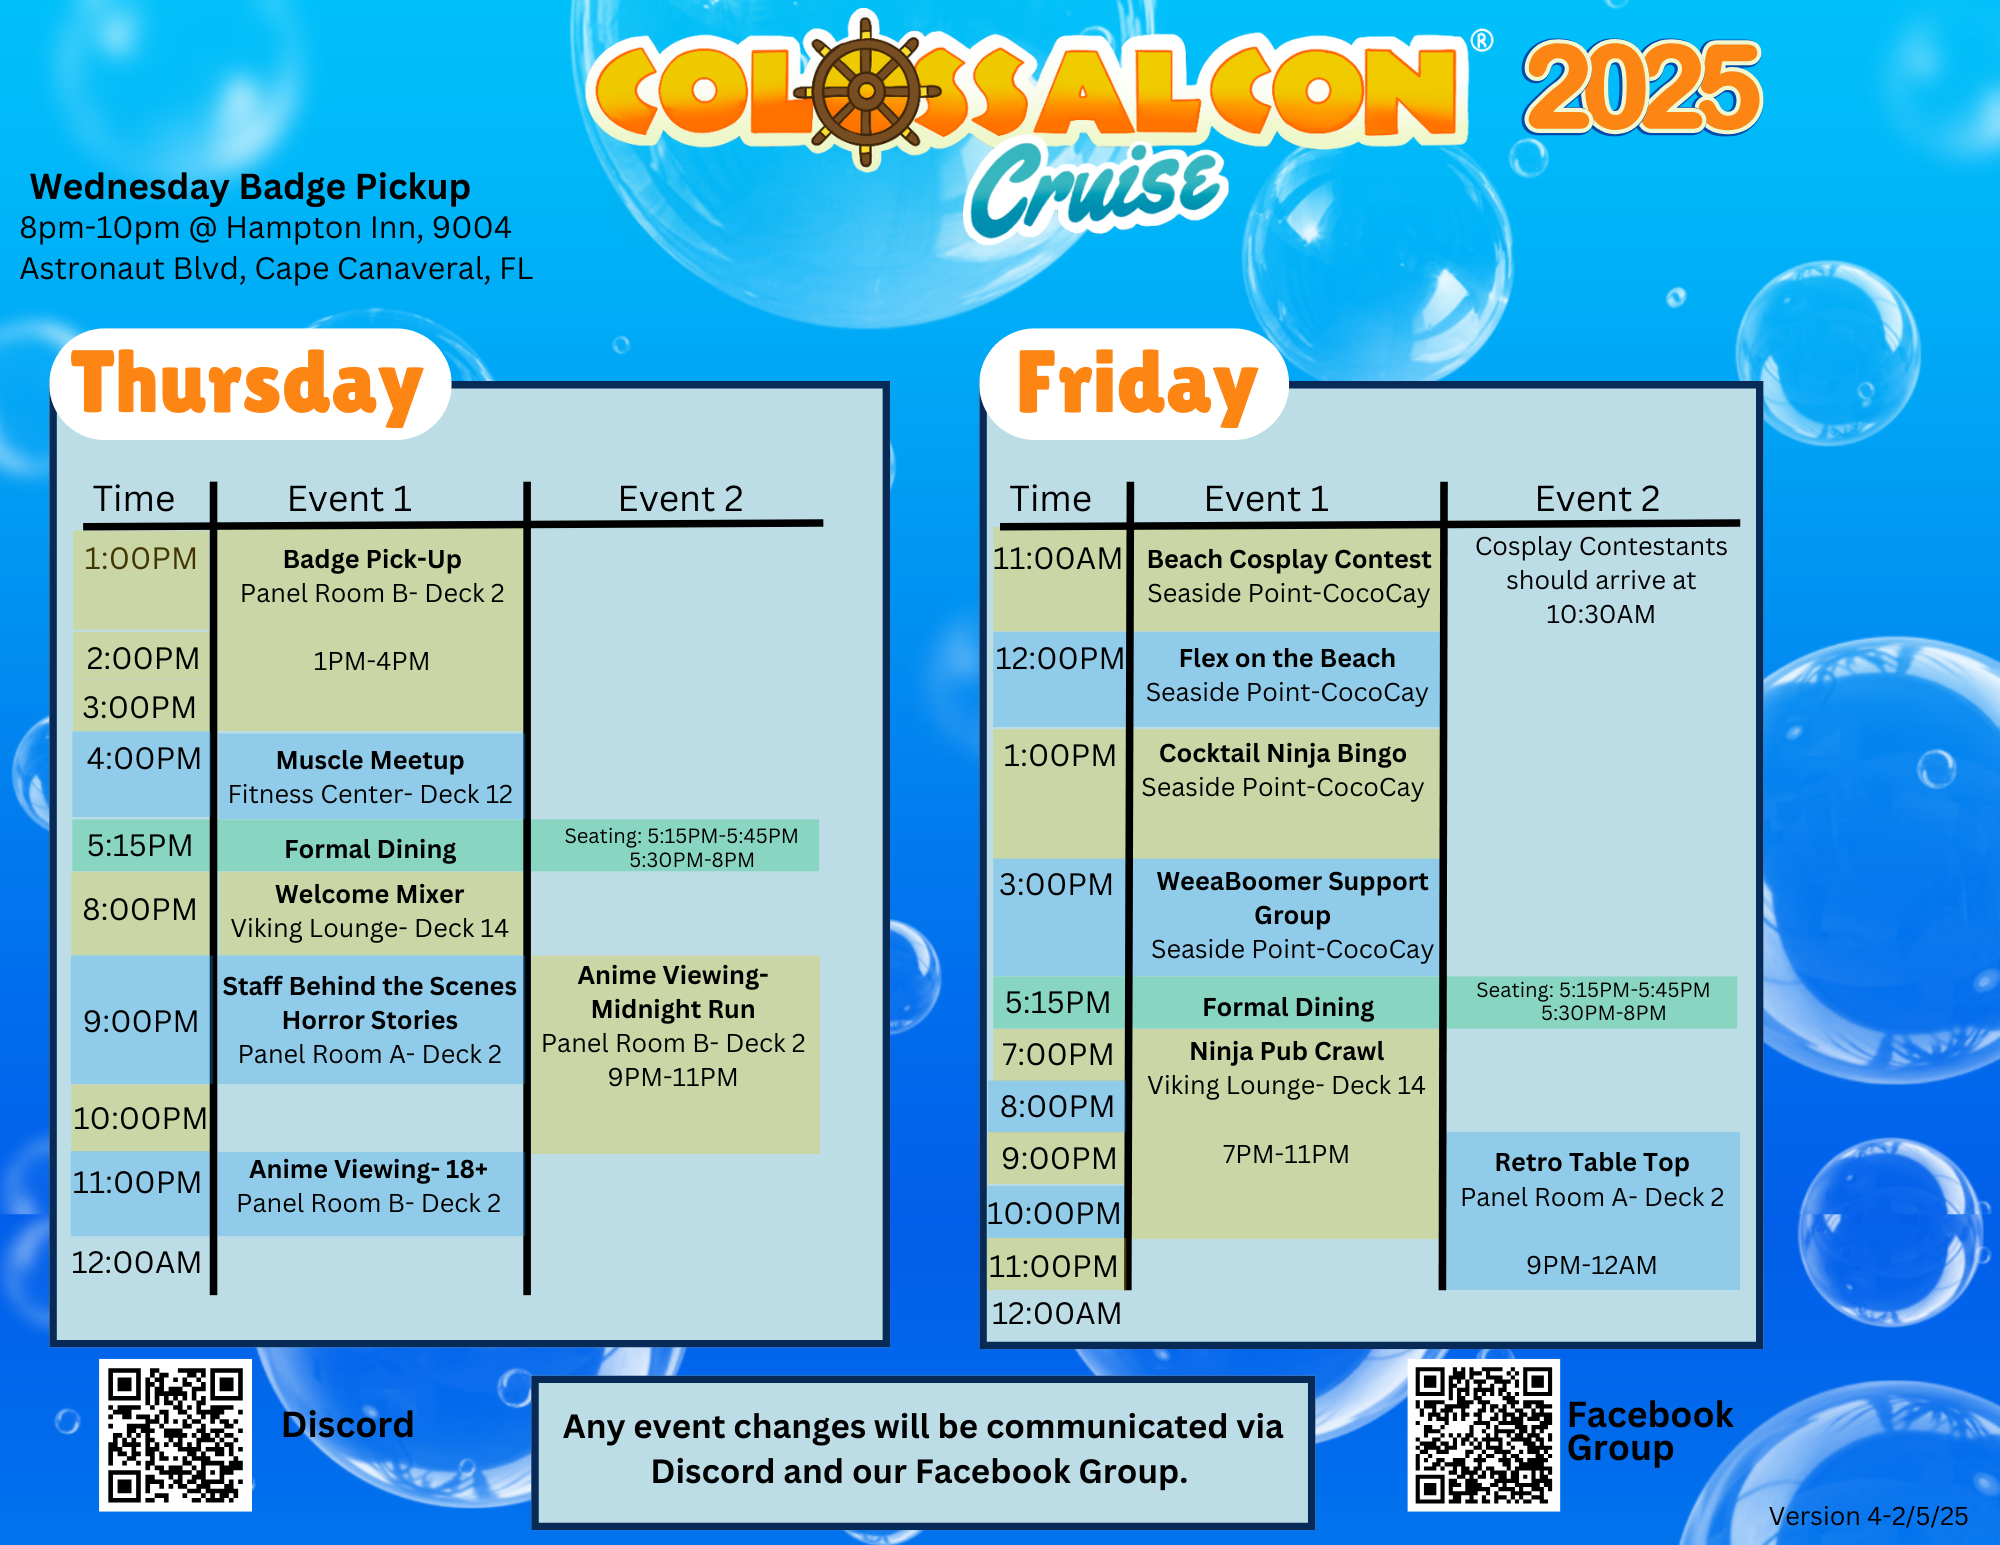 COLOSSALCON® 2025
Cruise
Wednesday Badge Pickup
8pm-10pm @ Hampton Inn, 9004
Astronaut Blvd, Cape Canaveral, FL
Thursday
Time Event 1 Event 2
1:00PM Badge Pick-Up
Panel Room B- Deck 2
2:00PM 1PM-4PM
3:00PM
4:00PM Muscle Meetup
Fitness Center- Deck 12
5:15PM Formal Dining Seating: 5:15PM-5:45PM
5:30PM-8PM
8:00PM Welcome Mixer
Viking Lounge- Deck 14
9:00PM Staff Behind the Scenes
Horror Stories
Panel Room A- Deck 2
Anime Viewing-
Midnight Run
Panel Room B- Deck 2
9PM-11PM
10:00PM
11:00PM Anime Viewing- 18+
Panel Room B- Deck 2
12:00AM
Friday
Time Event 1 Event 2
11:00AM Beach Cosplay Contest
Seaside Point-CocoCay
Cosplay Contestants
should arrive at
10:30AM
12:00PM Flex on the Beach
Seaside Point-CocoCay
1:00PM Cocktail Ninja Bingo
Seaside Point-CocoCay
3:00PM WeeaBoomer Support
Group
Seaside Point-CocoCay
5:15PM Formal Dining Seating: 5:15PM-5:45PM
5:30PM-8PM
7:00PM Ninja Pub Crawl
Viking Lounge- Deck 14
8:00PM
9:00PM 7PM-11PM
Retro Table Top
Panel Room A- Deck 2
10:00PM
11:00PM 9PM-12AM
12:00AM
Discord
Any event changes will be communicated via
Discord and our Facebook Group.
Facebook
Group
Version 4-2/5/25